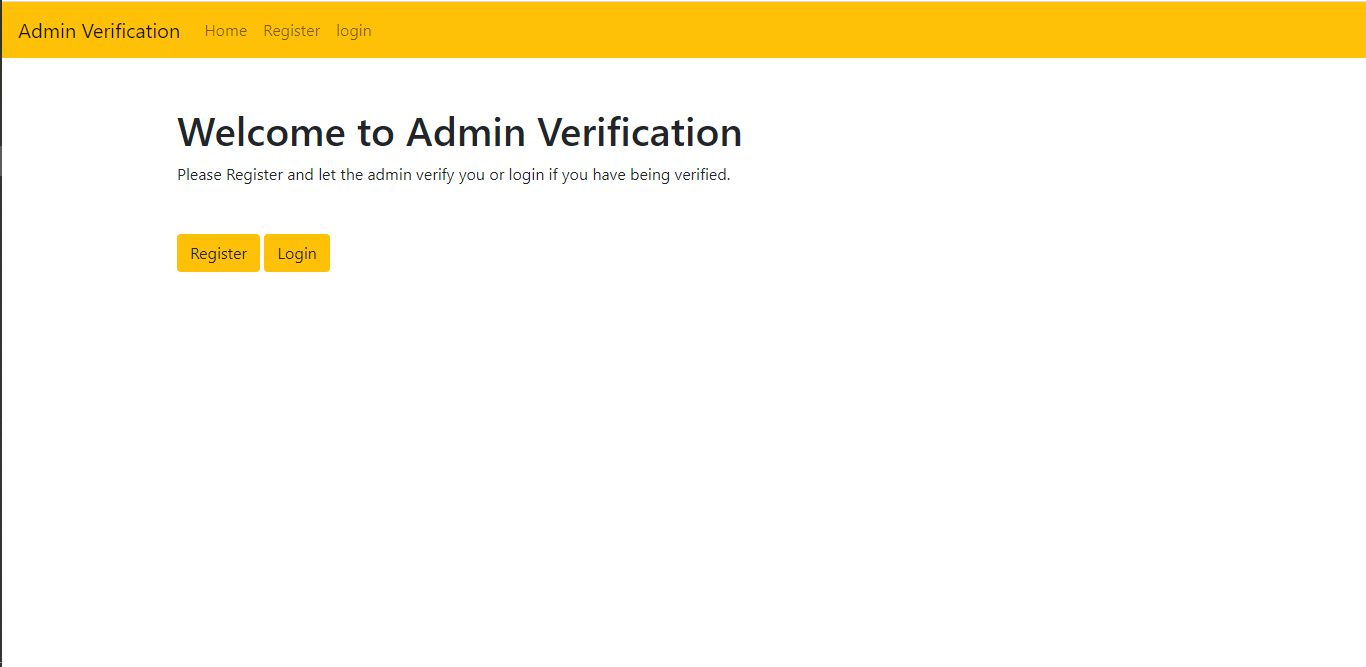 Admin Verification Home Register login
Welcome to Admin Verification
Please Register and let the admin verify you or login if you have being verified.
Register Login